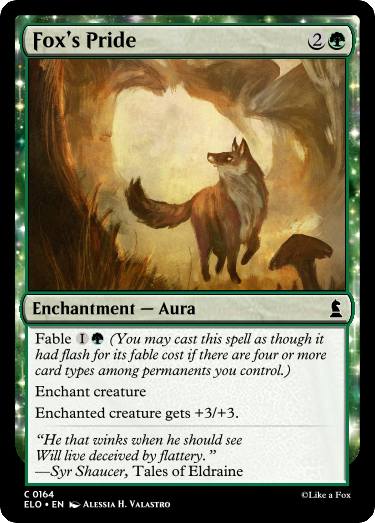 Fox's Pride 2
Enchantment — Aura
Fable 1 (You may cast this spell as though it
had flash for its fable cost if there are four or more
card types among permanents you control.)
Enchant creature
Enchanted creature gets +3/+3.
“He that winks when he should see
Will live deceived by flattery.”
—Syr Shaucer, Tales of Eldraine
C 0164
ELO • EN Alessia H. Valastro
©Like a Fox